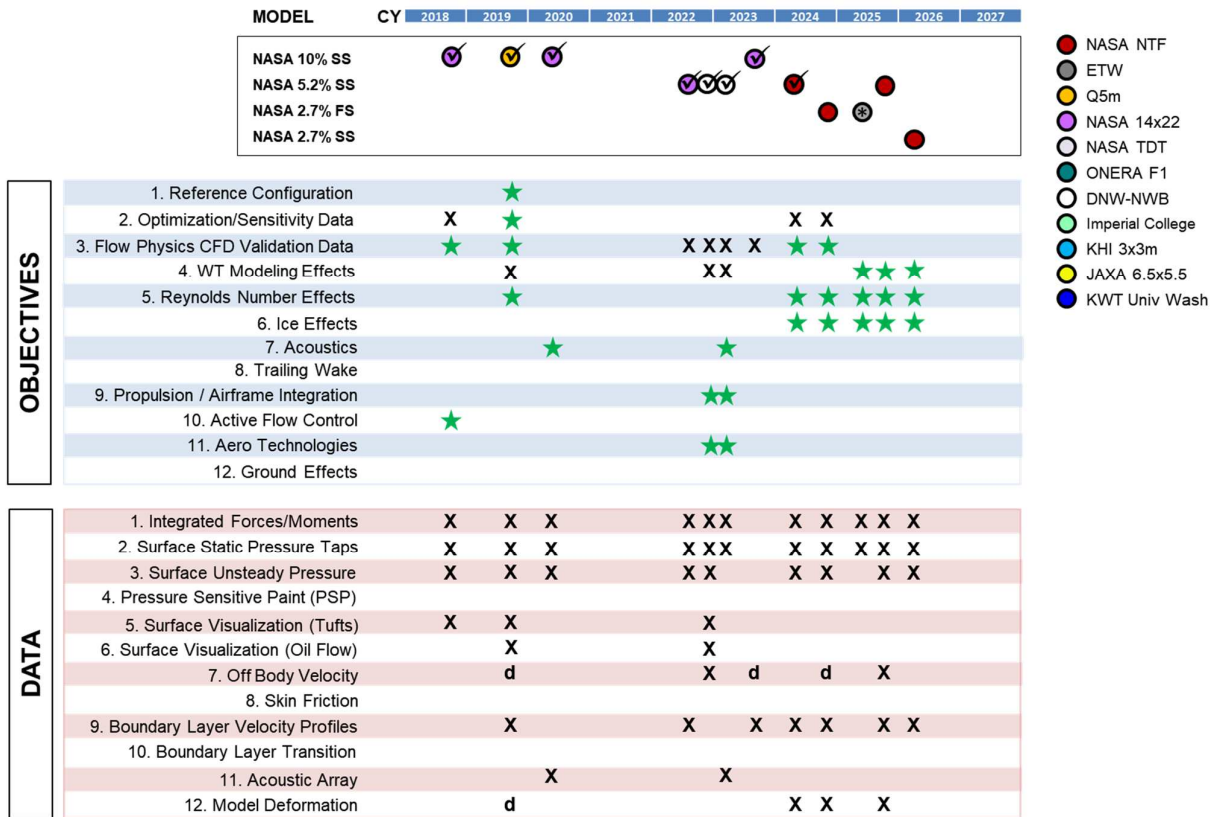 MODEL CY 2018 2019 2020 2021 2022 2023 2024 2025 2026 2027
NASA 10% SS
NASA 5.2% SS
NASA 2.7% FS
*
NASA 2.7% SS
NASA NTF
ETW
Q5m
NASA 14x22
NASA TDT
ONERA F1
DNW-NWB
Imperial College
KHI 3x3m
JAXA 6.5x5.5
KWT Univ Wash
OBJECTIVES
1. Reference Configuration
2. Optimization/Sensitivity Data X X X
3. Flow Physics CFD Validation Data X X X X
4. WT Modeling Effects X X X
5. Reynolds Number Effects
6. Ice Effects
7. Acoustics
8. Trailing Wake
9. Propulsion / Airframe Integration
10. Active Flow Control
11. Aero Technologies
12. Ground Effects
DATA
1. Integrated Forces/Moments X X X X X X X X X X X
2. Surface Static Pressure Taps X X X X X X X X X X X
3. Surface Unsteady Pressure X X X X X X X X X
4. Pressure Sensitive Paint (PSP)
5. Surface Visualization (Tufts) X X X
6. Surface Visualization (Oil Flow) X X
7. Off Body Velocity d X d d X
8. Skin Friction
9. Boundary Layer Velocity Profiles X X X X X X X
10. Boundary Layer Transition
11. Acoustic Array X X
12. Model Deformation d X X X